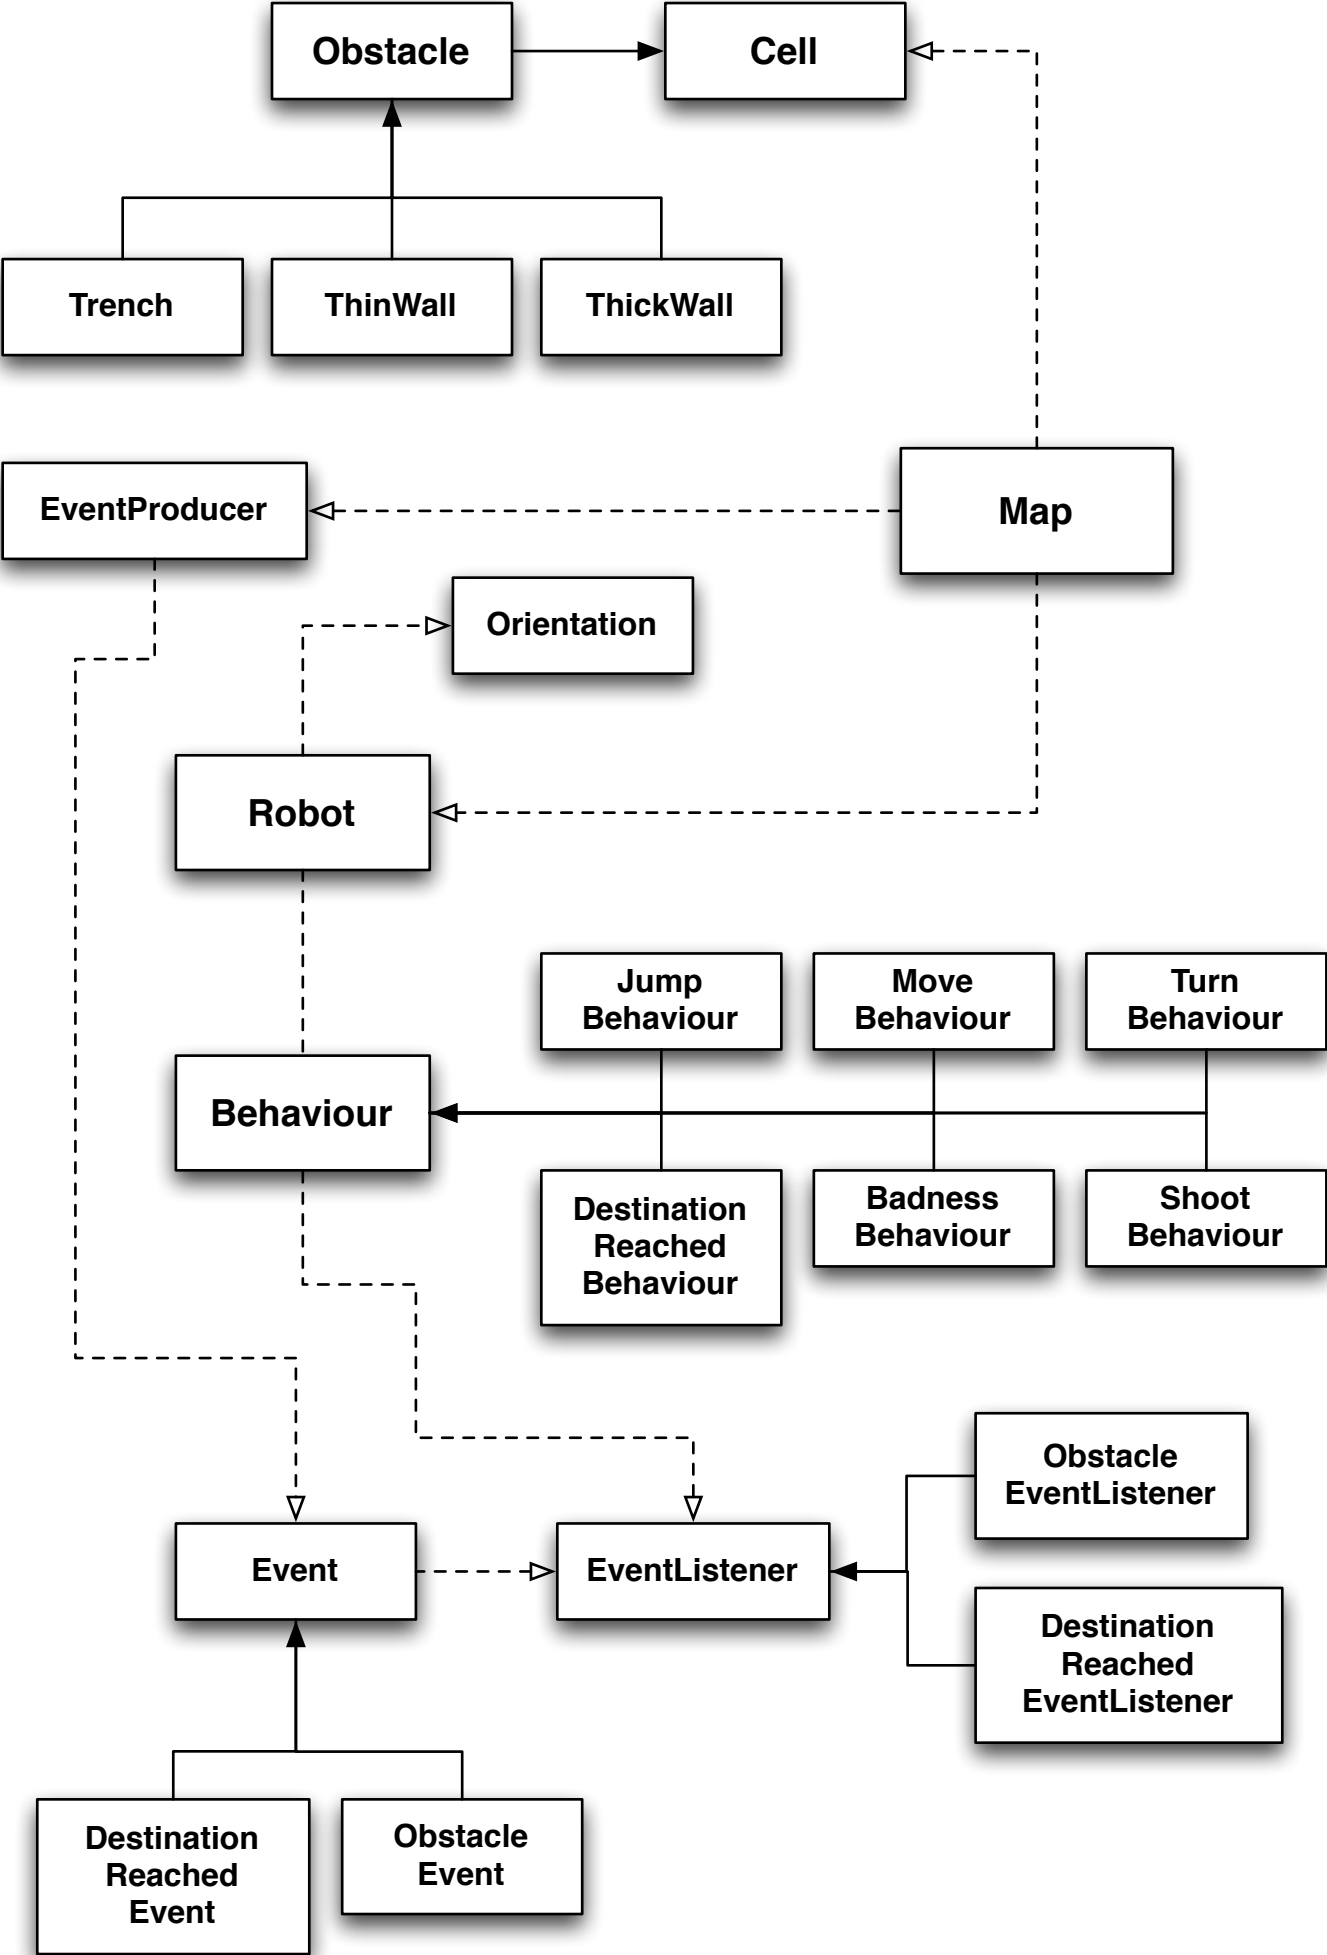 Obstacle
Cell
Trench
ThinWall
ThickWall
EventProducer
Map
Orientation
Robot
Jump
Behaviour
Move
Behaviour
Turn
Behaviour
Behaviour
Destination
Reached
Behaviour
Badness
Behaviour
Shoot
Behaviour
Obstacle
EventListener
Event
EventListener
Destination
Reached
EventListener
Destination
Reached
Event
Obstacle
Event